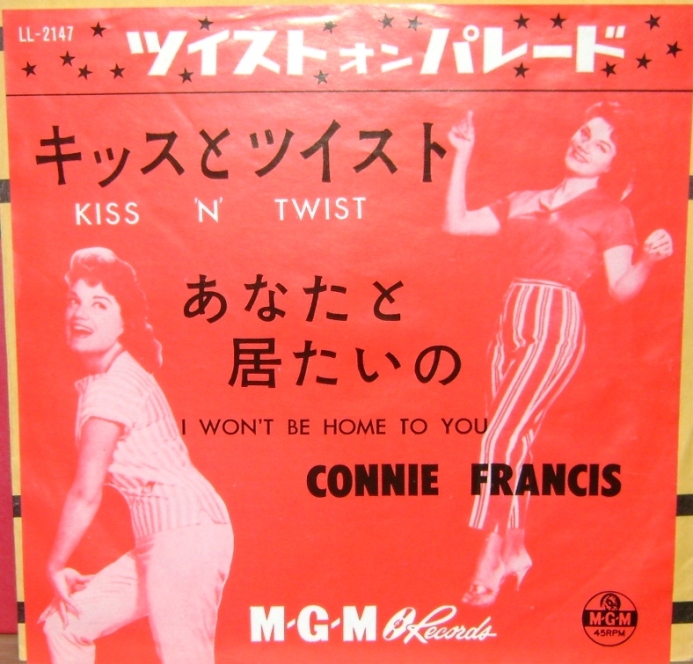 LL-2147
ツイスト オン パレード
キッスとツイスト
KISS 'N' TWIST
あなたと
居たいの
I WON'T BE HOME TO YOU
CONNIE FRANCIS
M-G-M Records
M-G-M
45RPM